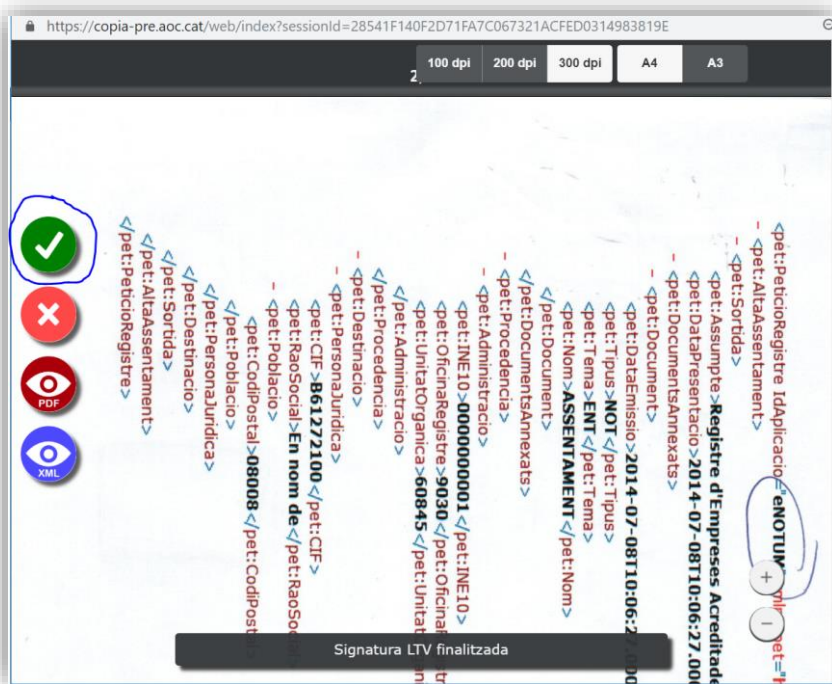 https://copia-pre.aoc.cat/web/index?sessionId=28541F140F2D71FA7C067321ACFED0314983819E
100 dpi 200 dpi 300 dpi A4 A3
2
PDF
XML
<pet:PeticioRegistre IdAplicacio="eNOTUM"
- <pet:AltaAssentament>
- <pet:Sortida>
<pet:Assumpte>Registre d'Empreses Acreditade
<pet:DataPresentacio>2014-07-08T10:06:27.00
- <pet:DocumentsAnnexats>
- <pet:Document>
<pet:DataEmissio>2014-07-08T10:06:27.000
<pet:Tipus>NOT</pet:Tipus>
<pet:Tema>ENT</pet:Tema>
<pet:Nom>ASSENTAMENT</pet:Nom>
</pet:Document>
</pet:DocumentsAnnexats>
- <pet:Procedencia>
- <pet:Administracio>
<pet:INE10>0000000001</pet:INE10>
<pet:OficinaRegistre>9030</pet:Oficina
<pet:UnitatOrganica>60845</pet:Unitat
</pet:Administracio>
</pet:Procedencia>
- <pet:Destinacio>
- <pet:PersonaJuridica>
<pet:CIF>B61272100</pet:CIF>
<pet:RaoSocial>En nom de</pet:RaoSocial>
- <pet:Poblacio>
<pet:CodiPostal>08008</pet:CodiPostal>
</pet:Poblacio>
</pet:PersonaJuridica>
</pet:Destinacio>
</pet:Sortida>
</pet:AltaAssentament>
</pet:PeticioRegistre>
+
-
Signatura LTV finalitzada